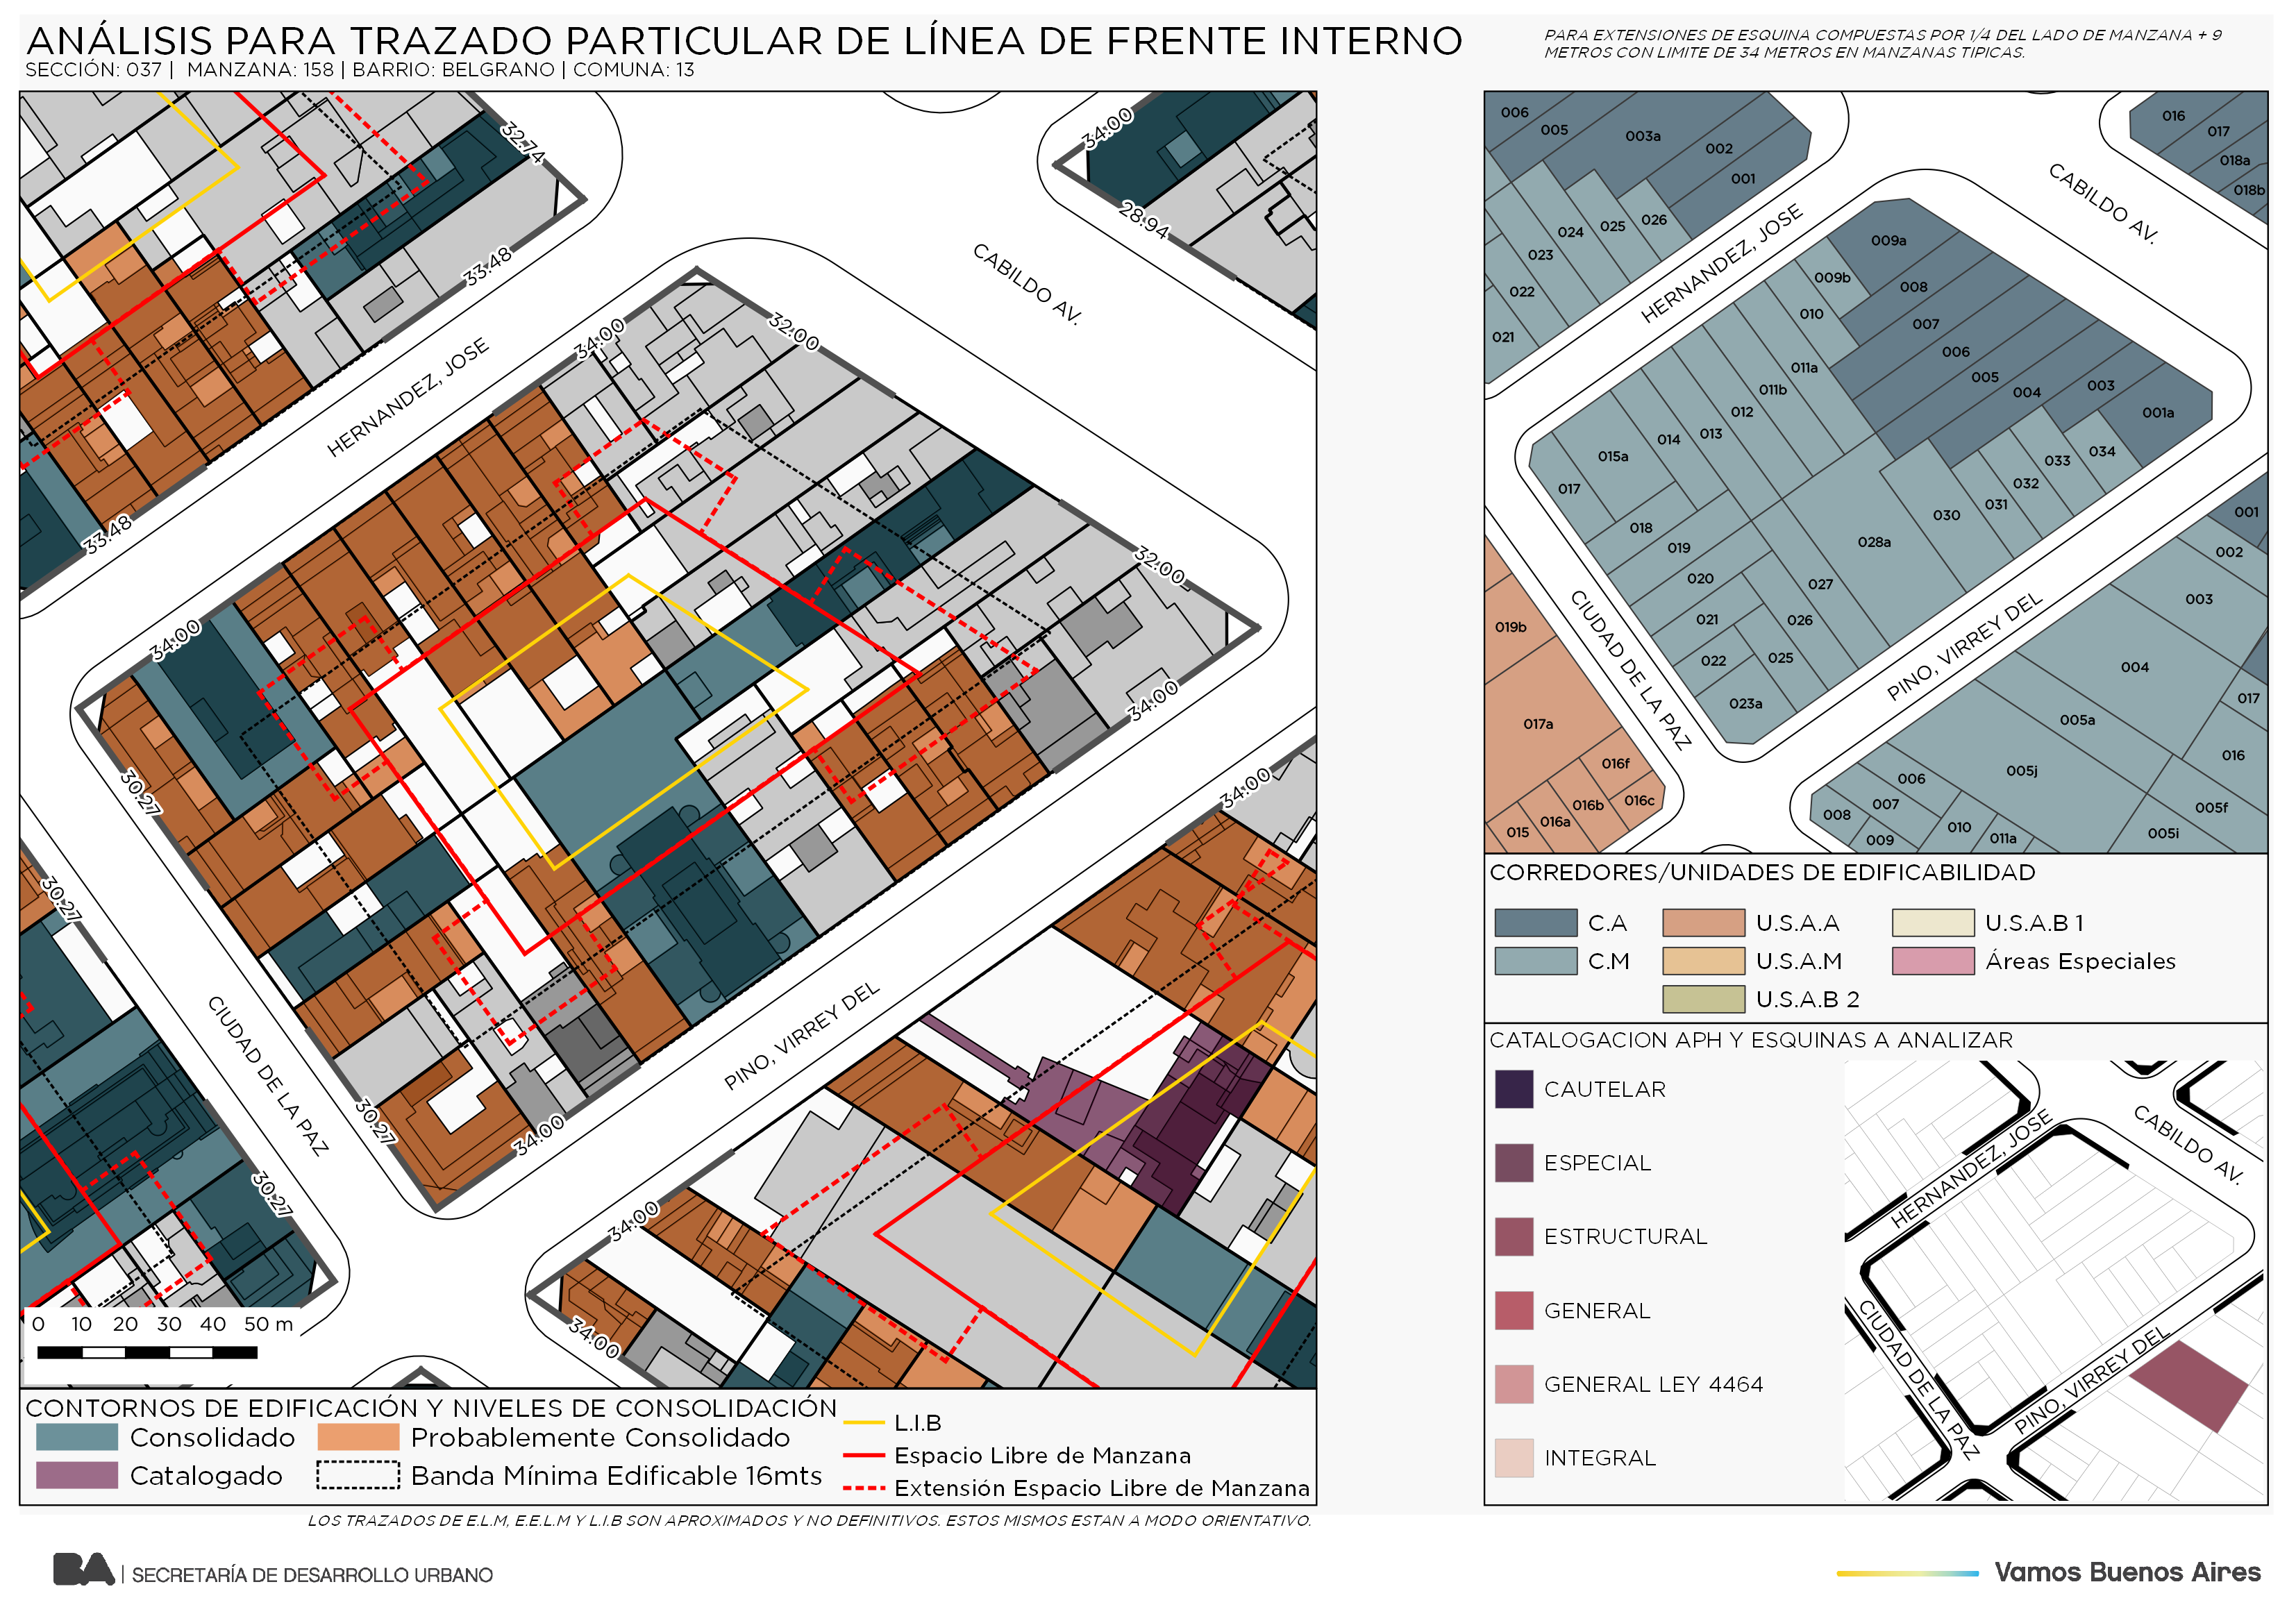 ANÁLISIS PARA TRAZADO PARTICULAR DE LÍNEA DE FRENTE INTERNO
SECCIÓN: 037 | MANZANA: 158 | BARRIO: BELGRANO | COMUNA: 13
PARA EXTENSIONES DE ESQUINA COMPUESTAS POR 1/4 DEL LADO DE MANZANA + 9
METROS CON LIMITE DE 34 METROS EN MANZANAS TIPICAS.
32.74
34.00
28.94
33.48
CABILDO AV.
HERNANDEZ, JOSE
34.00
32.00
33.48
34.00
32.00
30.27
34.00
34.00
30.27
CIUDAD DE LA PAZ
PINO, VIRREY DEL
30.27
34.00
30.27
34.00
34.00
0 10 20 30 40 50 m
CONTORNOS DE EDIFICACIÓN Y NIVELES DE CONSOLIDACIÓN
Consolidado
Probablemente Consolidado
Catalogado
Banda Mínima Edificable 16mts
L.I.B
Espacio Libre de Manzana
Extensión Espacio Libre de Manzana
LOS TRAZADOS DE E.L.M, E.E.L.M Y L.I.B SON APROXIMADOS Y NO DEFINITIVOS. ESTOS MISMOS ESTAN A MODO ORIENTATIVO.
006
005
003a
002
001
016
017
018a
018b
026
025
024
023
022
021
HERNANDEZ, JOSE
CABILDO AV.
009a
009b
008
010
007
006
011a
005
011b
004
003
001a
012
013
014
015a
017
034
033
032
031
030
018
019
028a
020
027
021
026
022
025
023a
CIUDAD DE LA PAZ
PINO, VIRREY DEL
001
002
003
004
017
005a
016
005j
006
007
008
009
010
011a
005f
005i
019b
017a
016f
016c
016b
016a
015
CORREDORES/UNIDADES DE EDIFICABILIDAD
C.A
U.S.A.A
U.S.A.B 1
C.M
U.S.A.M
Áreas Especiales
U.S.A.B 2
CATALOGACION APH Y ESQUINAS A ANALIZAR
CAUTELAR
ESPECIAL
ESTRUCTURAL
GENERAL
GENERAL LEY 4464
INTEGRAL
HERNANDEZ, JOSE
CABILDO AV.
CIUDAD DE LA PAZ
PINO, VIRREY DEL
BA | SECRETARÍA DE DESARROLLO URBANO
Vamos Buenos Aires